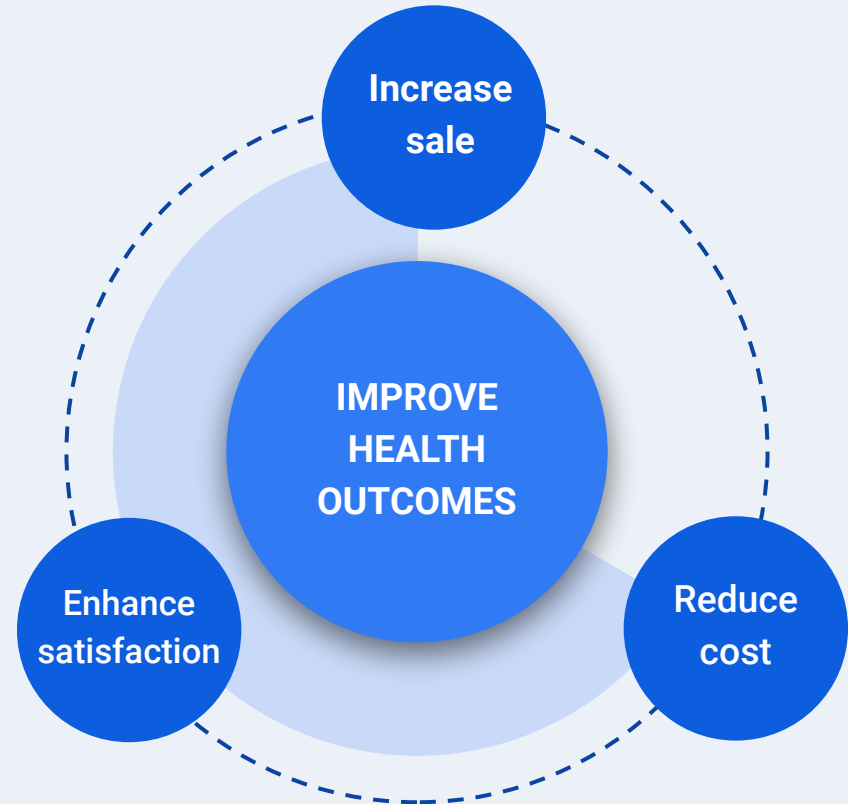 Increase
sale
IMPROVE
HEALTH
OUTCOMES
Enhance
satisfaction
Reduce
cost